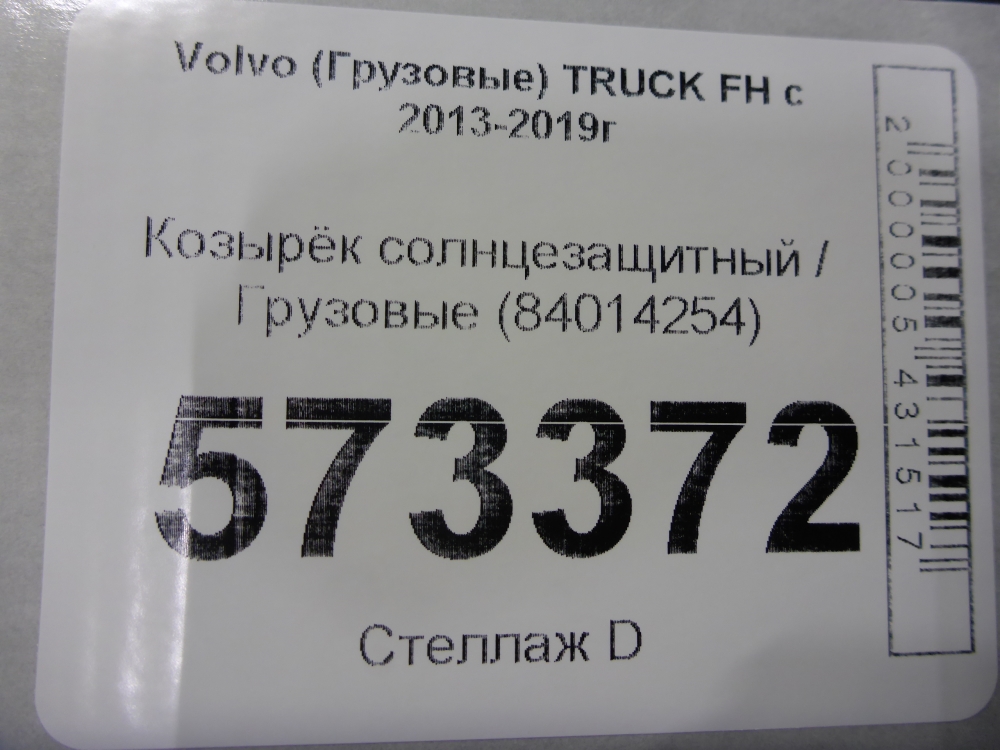 Volvo (Грузовые) TRUCK FH с
2013-2019г
Козырёк солнцезащитный /
Грузовые (84014254)
573372
Стеллаж D
2000005431517